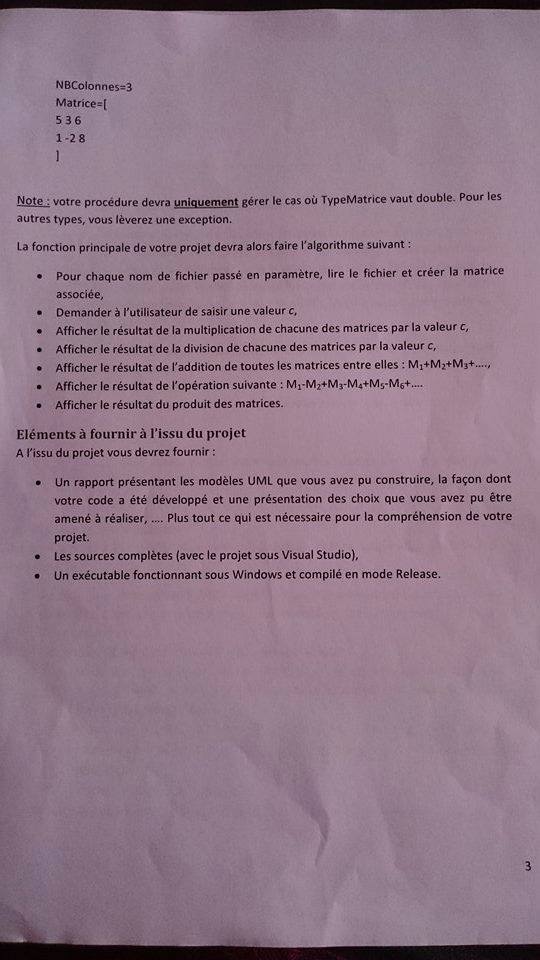 NBColonnes=3
Matrice=[
5 3 6
1 -2 8
]
Note : votre procédure devra uniquement gérer le cas où TypeMatrice vaut double. Pour les
autres types, vous lèverez une exception.
La fonction principale de votre projet devra alors faire l'algorithme suivant :
• Pour chaque nom de fichier passé en paramètre, lire le fichier et créer la matrice
associée,
• Demander à l'utilisateur de saisir une valeur c,
• Afficher le résultat de la multiplication de chacune des matrices par la valeur c,
• Afficher le résultat de la division de chacune des matrices par la valeur c,
• Afficher le résultat de l'addition de toutes les matrices entre elles : M₁+M₂+M₃+....,
• Afficher le résultat de l'opération suivante : M₁-M₂+M₃-M₄+M₅-M₆+....
• Afficher le résultat du produit des matrices.
Eléments à fournir à l'issu du projet
A l'issu du projet vous devrez fournir :
• Un rapport présentant les modèles UML que vous avez pu construire, la façon dont
votre code a été développé et une présentation des choix que vous avez pu être
amené à réaliser, .... Plus tout ce qui est nécessaire pour la compréhension de votre
projet.
• Les sources complètes (avec le projet sous Visual Studio),
• Un exécutable fonctionnant sous Windows et compilé en mode Release.
3